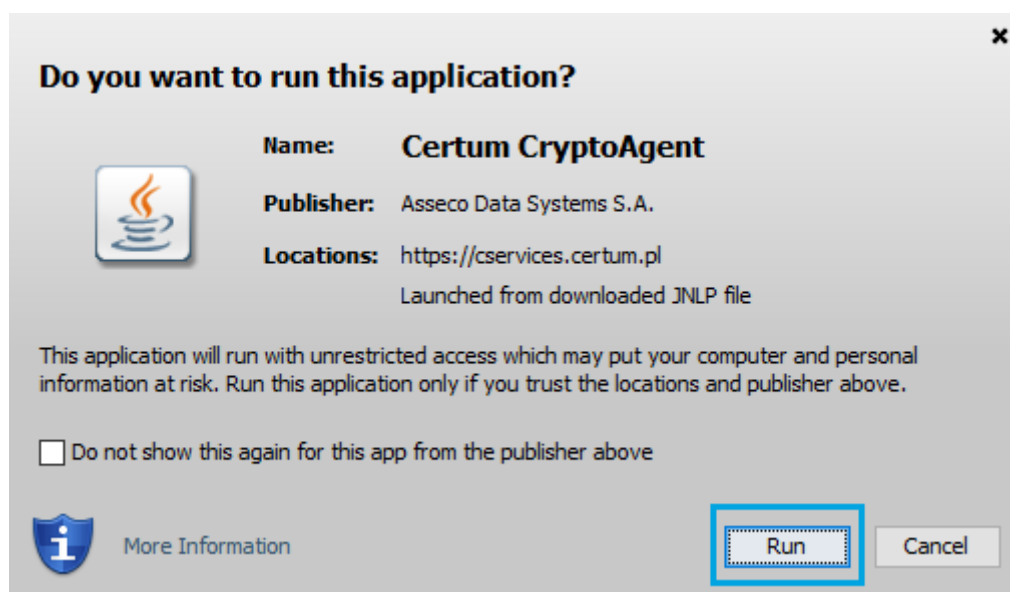 Do you want to run this application?
Name: Certum CryptoAgent
Publisher: Asseco Data Systems S.A.
Locations: https://cservices.certum.pl
Launched from downloaded JNLP file
This application will run with unrestricted access which may put your computer and personal
information at risk. Run this application only if you trust the locations and publisher above.
Do not show this again for this app from the publisher above
More Information Run Cancel